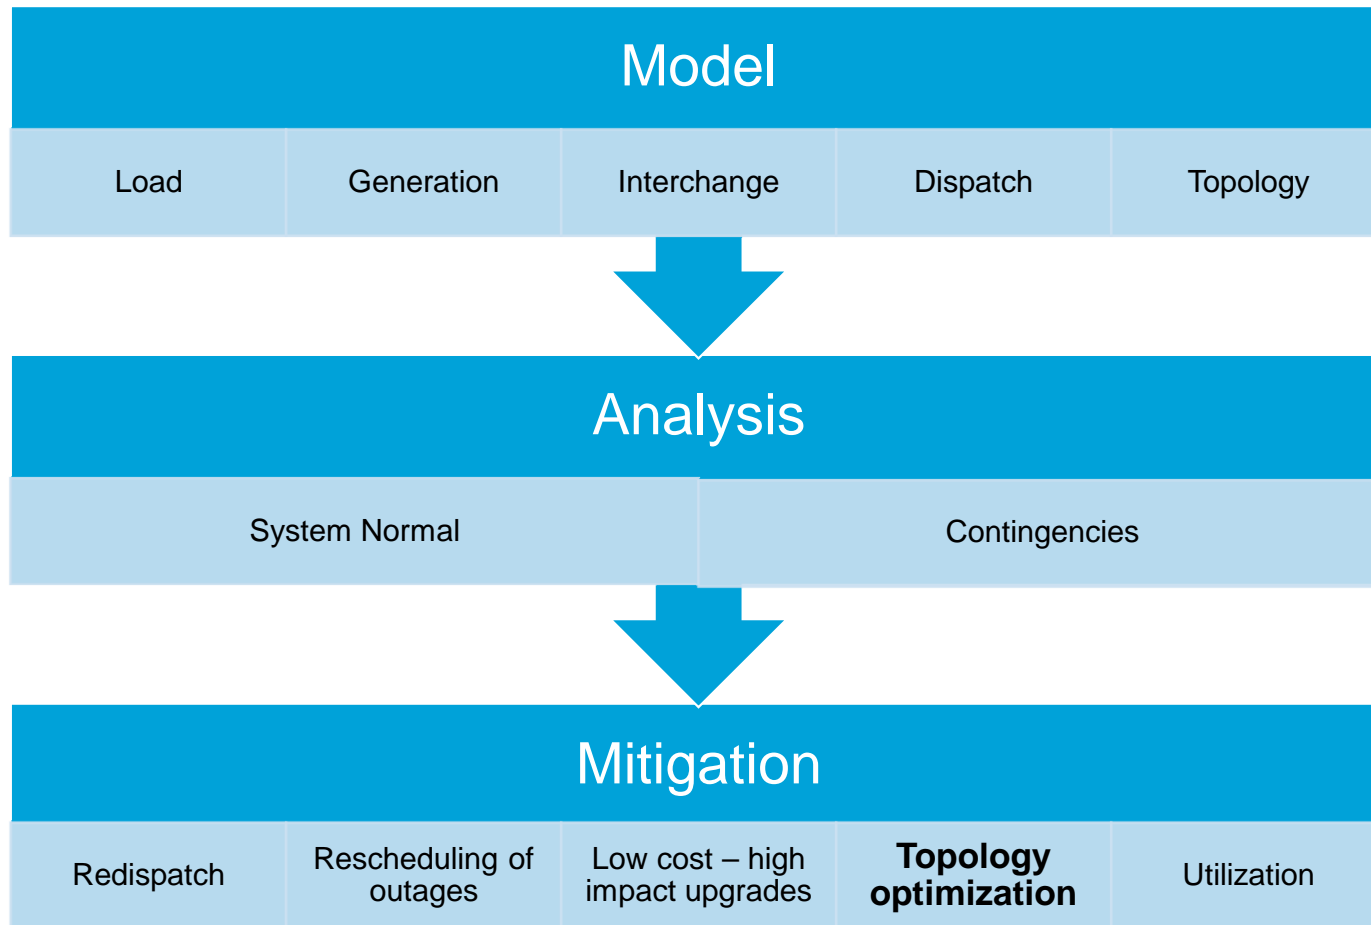 Model
Load
Generation
Interchange
Dispatch
Topology
Analysis
System Normal
Contingencies
Mitigation
Redispatch
Rescheduling of
outages
Low cost – high
impact upgrades
Topology
optimization
Utilization